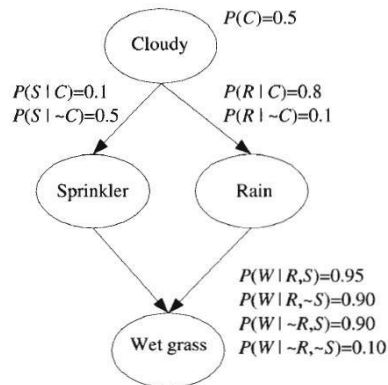 P(C)=0.5
Cloudy
P(S | C)=0.1
P(S | ~C)=0.5
P(R | C)=0.8
P(R | ~C)=0.1
Sprinkler
Rain
P(W | R,S)=0.95
P(W | R,~S)=0.90
P(W | ~R,S)=0.90
P(W | ~R,~S)=0.10
Wet grass